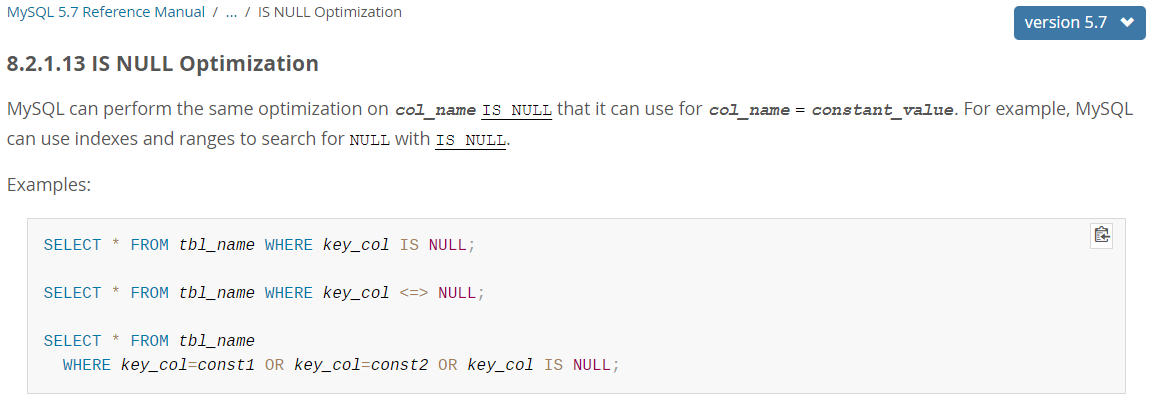 MySQL 5.7 Reference Manual / ... / IS NULL Optimization
version 5.7
8.2.1.13 IS NULL Optimization
MySQL can perform the same optimization on col_name IS NULL that it can use for col_name = constant_value. For example, MySQL
can use indexes and ranges to search for NULL with IS NULL.
Examples:
SELECT * FROM tbl_name WHERE key_col IS NULL;
SELECT * FROM tbl_name WHERE key_col <=> NULL;
SELECT * FROM tbl_name
WHERE key_col=const1 OR key_col=const2 OR key_col IS NULL;